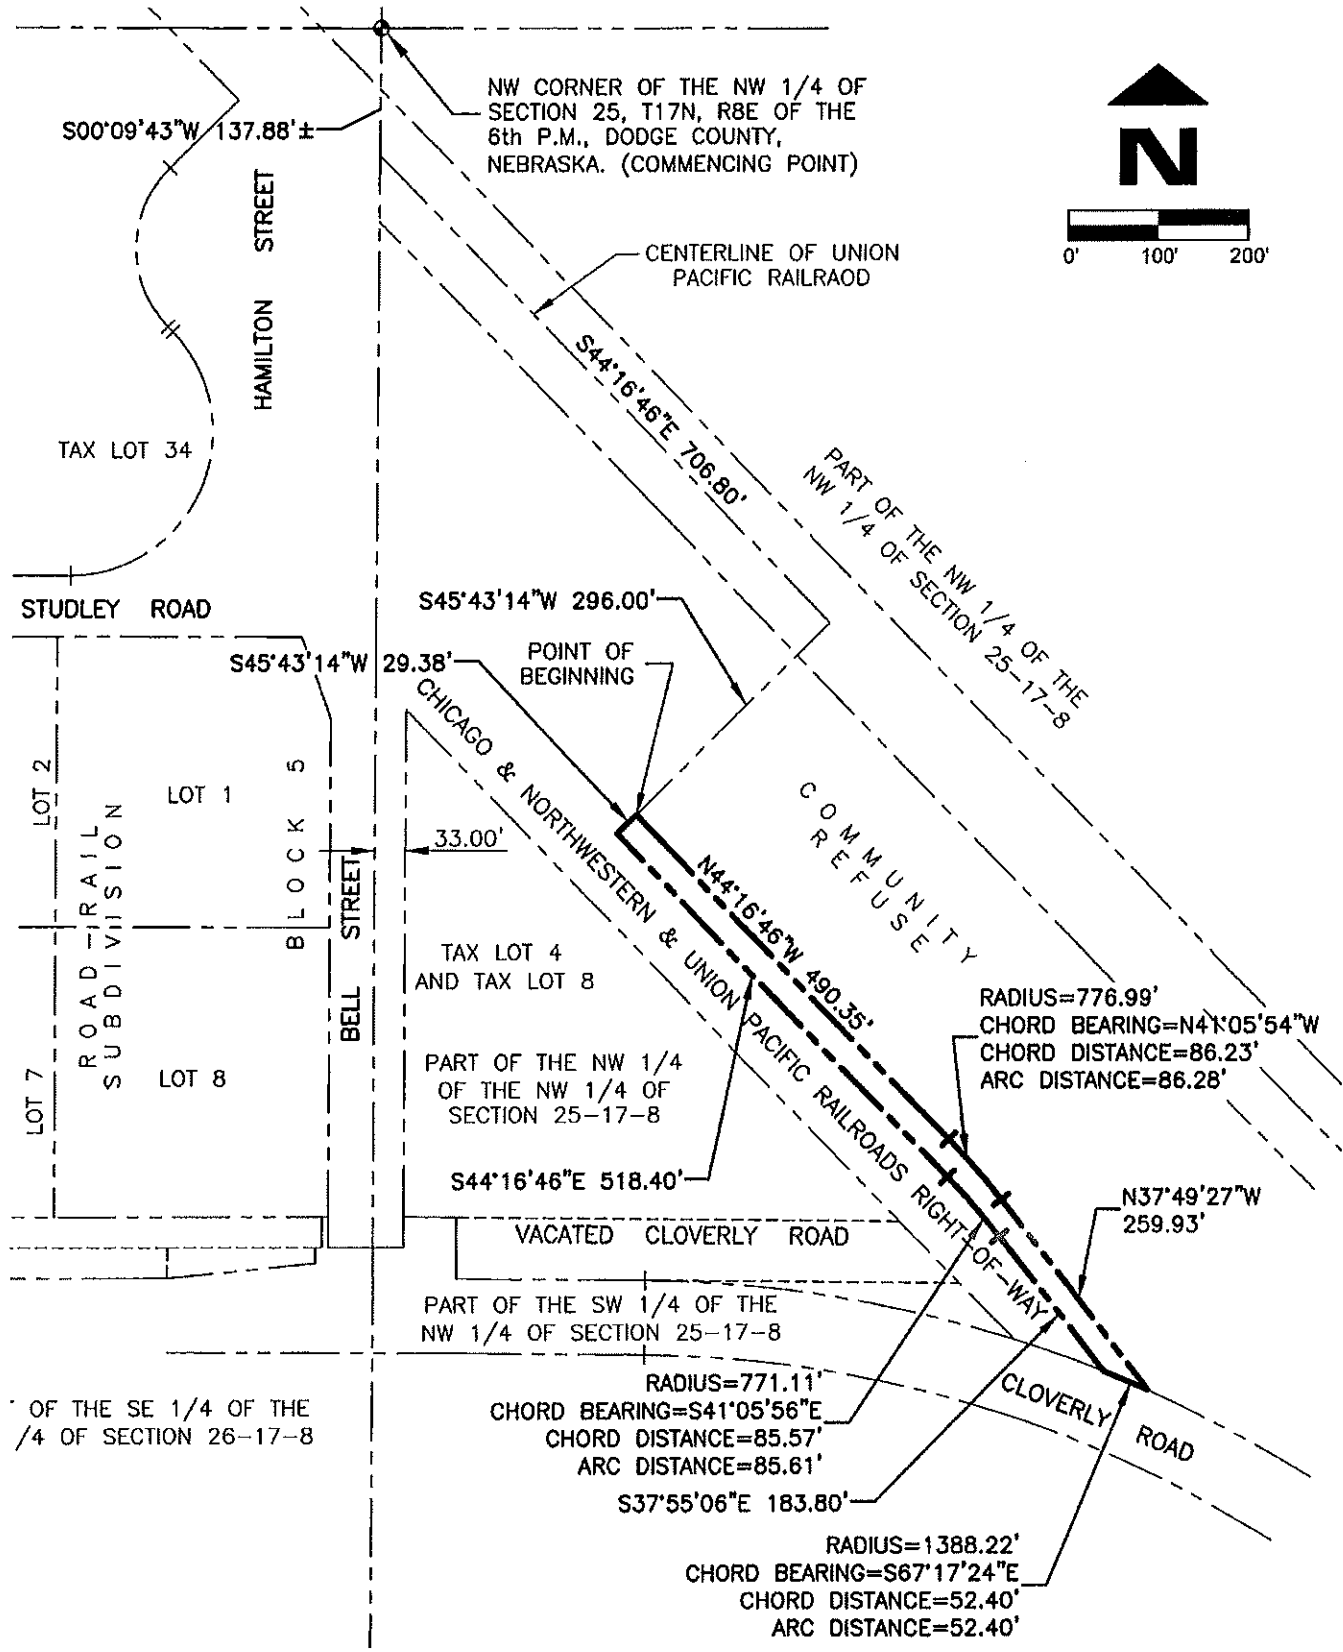 NW CORNER OF THE NW 1/4 OF
SECTION 25, T17N, R8E OF THE
6th P.M., DODGE COUNTY,
NEBRASKA. (COMMENCING POINT)
S00°09'43"W 137.88'±
N
0' 100' 200'
HAMILTON STREET
CENTERLINE OF UNION
PACIFIC RAILRAOD
S44°16'46"E 706.80'
TAX LOT 34
PART OF THE NW 1/4 OF THE
NW 1/4 OF SECTION 25-17-8
STUDLEY ROAD
S45°43'14"W 296.00'
S45°43'14"W 29.38'
POINT OF
BEGINNING
CHICAGO & NORTHWESTERN & UNION PACIFIC RAILROADS RIGHT-OF-WAY
LOT 2
LOT 1
BLOCK 5
ROAD-RAIL
SUBDIVISION
33.00'
BELL STREET
COMMUNITY
REFUSE
N44°16'46"W 490.35'
TAX LOT 4
AND TAX LOT 8
RADIUS=776.99'
CHORD BEARING=N41°05'54"W
CHORD DISTANCE=86.23'
ARC DISTANCE=86.28'
LOT 7
LOT 8
PART OF THE NW 1/4
OF THE NW 1/4 OF
SECTION 25-17-8
S44°16'46"E 518.40'
N37°49'27"W
259.93'
VACATED CLOVERLY ROAD
PART OF THE SW 1/4 OF THE
NW 1/4 OF SECTION 25-17-8
RADIUS=771.11'
CHORD BEARING=S41°05'56"E
CHORD DISTANCE=85.57'
ARC DISTANCE=85.61'
CLOVERLY ROAD
OF THE SE 1/4 OF THE
/4 OF SECTION 26-17-8
S37°55'06"E 183.80'
RADIUS=1388.22'
CHORD BEARING=S67°17'24"E
CHORD DISTANCE=52.40'
ARC DISTANCE=52.40'